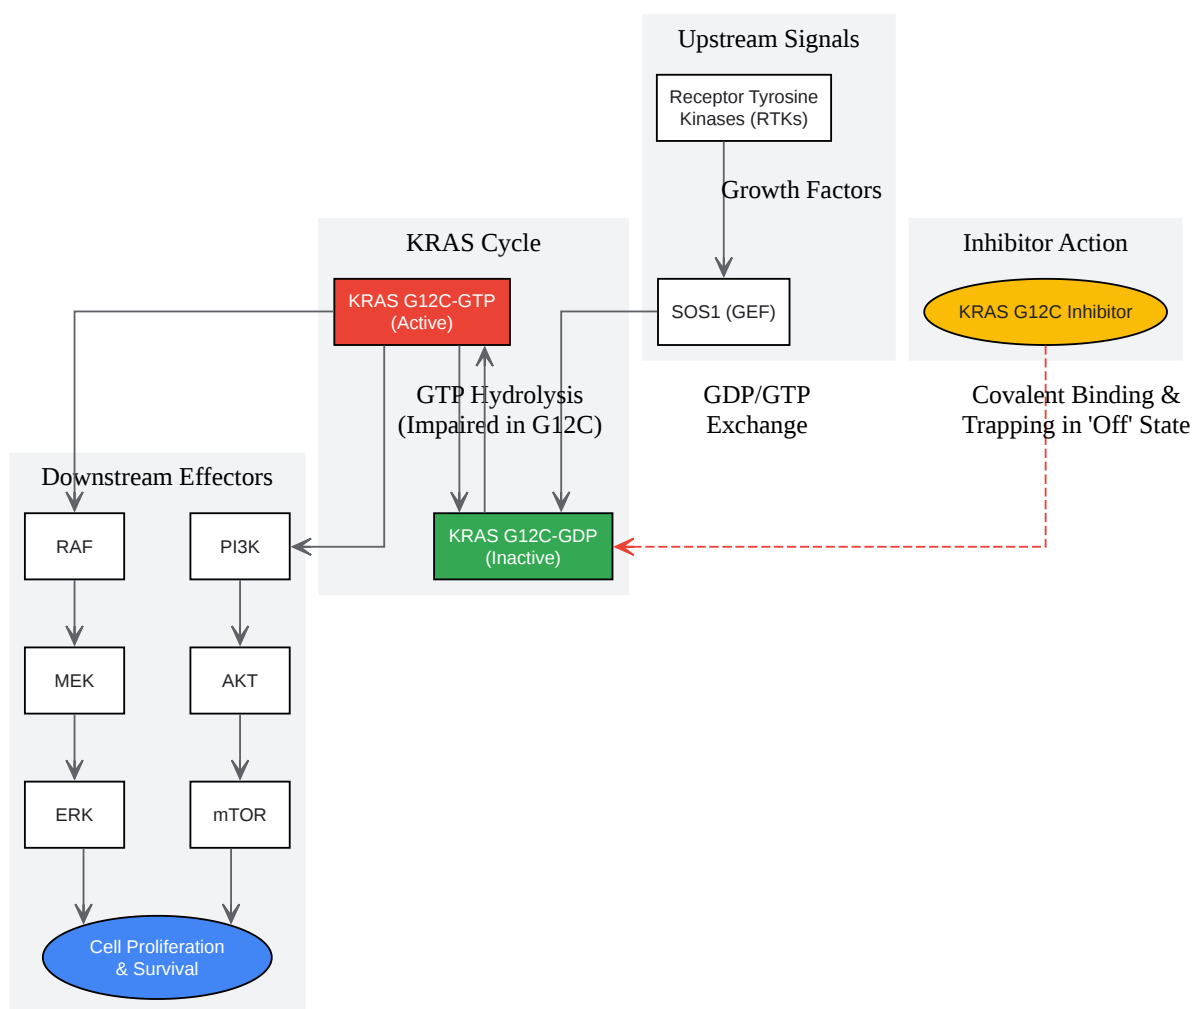 Upstream Signals
Receptor Tyrosine
Kinases (RTKs)
Growth Factors
KRAS Cycle
Inhibitor Action
KRAS G12C-GTP
(Active)
SOS1 (GEF)
KRAS G12C Inhibitor
GTP Hydrolysis
(Impaired in G12C)
GDP/GTP
Exchange
Covalent Binding &
Trapping in 'Off' State
Downstream Effectors
RAF
PI3K
KRAS G12C-GDP
(Inactive)
MEK
AKT
ERK
mTOR
Cell Proliferation
& Survival